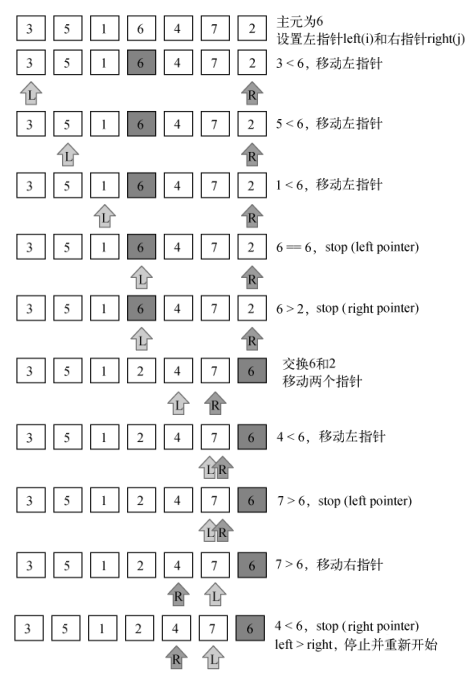 3 5 1 6 4 7 2 主元为6
设置左指针left(i)和右指针right(j)
3 5 1 6 4 7 2 3 < 6，移动左指针
L R
3 5 1 6 4 7 2 5 < 6，移动左指针
L R
3 5 1 6 4 7 2 1 < 6，移动左指针
L R
3 5 1 6 4 7 2 6 == 6，stop (left pointer)
L R
3 5 1 6 4 7 2 6 > 2，stop (right pointer)
L R
3 5 1 2 4 7 6 交换6和2
移动两个指针
L R
3 5 1 2 4 7 6 4 < 6，移动左指针
L R
3 5 1 2 4 7 6 7 > 6，stop (left pointer)
L R
3 5 1 2 4 7 6 7 > 6，移动右指针
R L
3 5 1 2 4 7 6 4 < 6，stop (right pointer)
left > right，停止并重新开始
R L